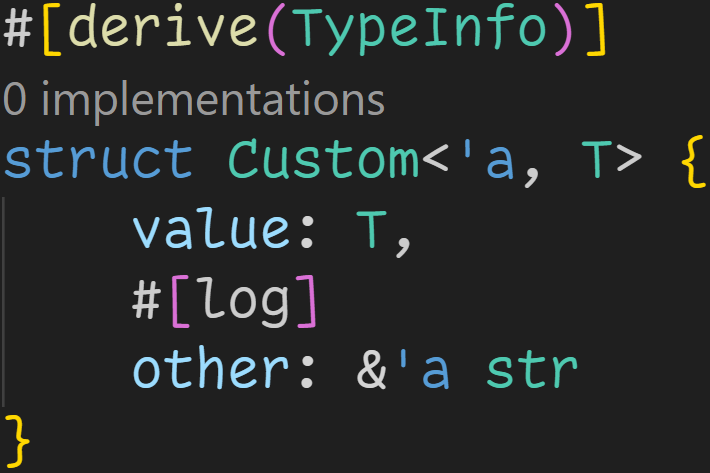 #[derive(TypeInfo)]
0 implementations
struct Custom<'a, T> {
    value: T,
    #[log]
    other: &'a str
}